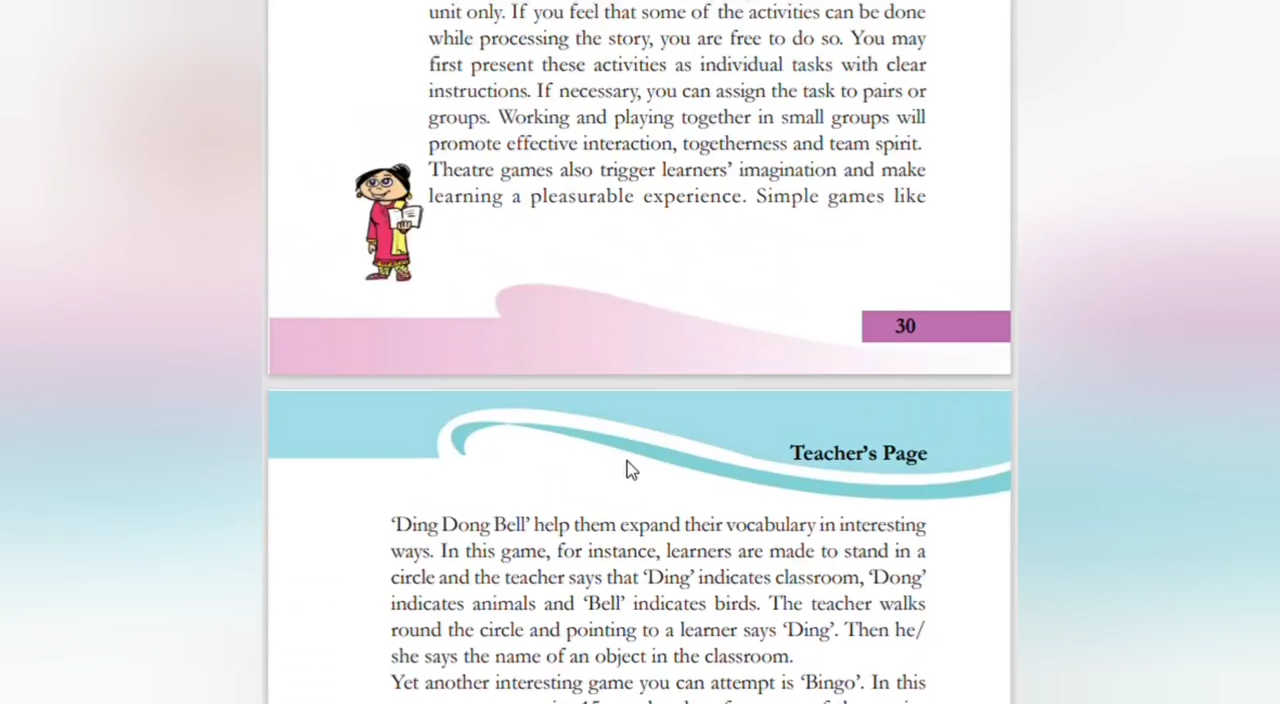 unit only. If you feel that some of the activities can be done
while processing the story, you are free to do so. You may
first present these activities as individual tasks with clear
instructions. If necessary, you can assign the task to pairs or
groups. Working and playing together in small groups will
promote effective interaction, togetherness and team spirit.
Theatre games also trigger learners’ imagination and make
learning a pleasurable experience. Simple games like
30
Teacher’s Page
‘Ding Dong Bell’ help them expand their vocabulary in interesting
ways. In this game, for instance, learners are made to stand in a
circle and the teacher says that ‘Ding’ indicates classroom, ‘Dong’
indicates animals and ‘Bell’ indicates birds. The teacher walks
round the circle and pointing to a learner says ‘Ding’. Then he/
she says the name of an object in the classroom.
Yet another interesting game you can attempt is ‘Bingo’. In this